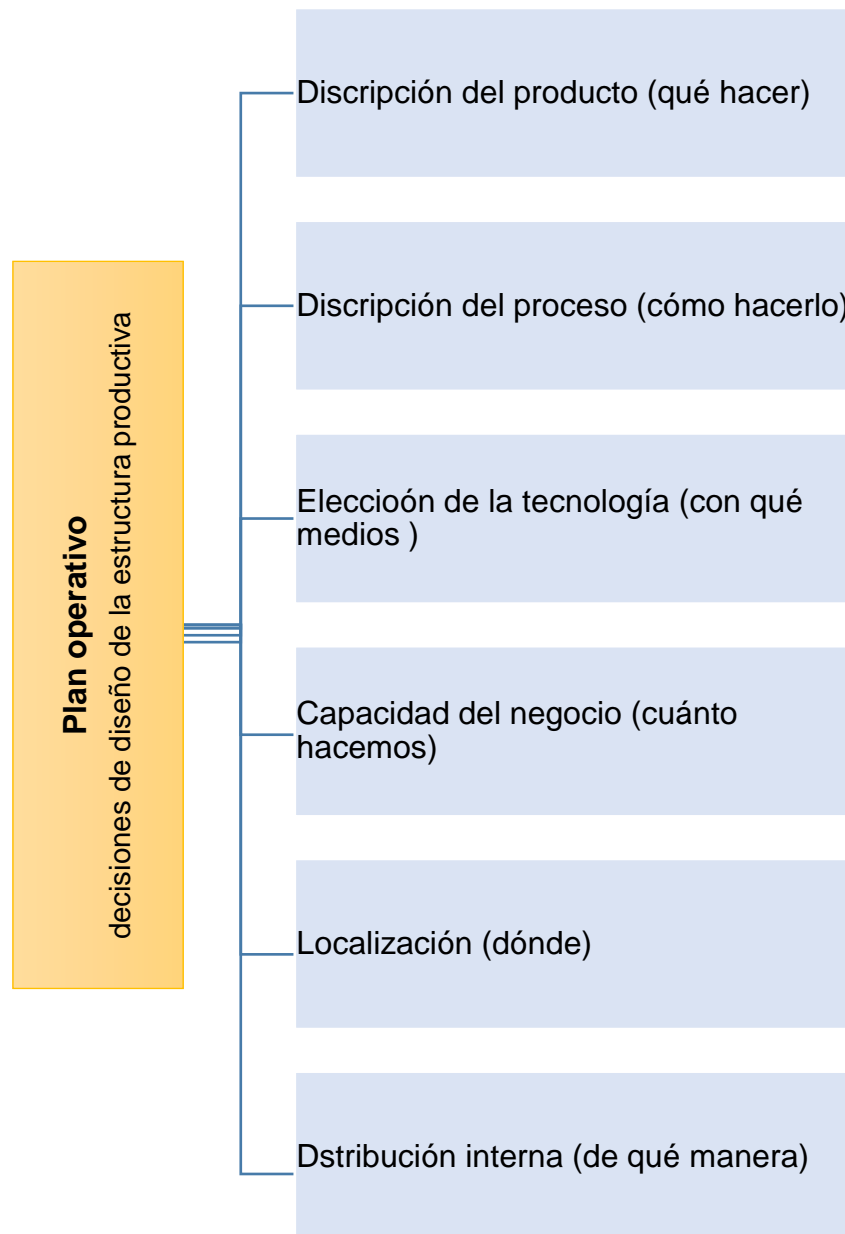 Plan operativo
decisiones de diseño de la estructura productiva
Discripción del producto (qué hacer)
Discripción del proceso (cómo hacerlo)
Eleccioón de la tecnología (con qué
medios )
Capacidad del negocio (cuánto
hacemos)
Localización (dónde)
Dstribución interna (de qué manera)